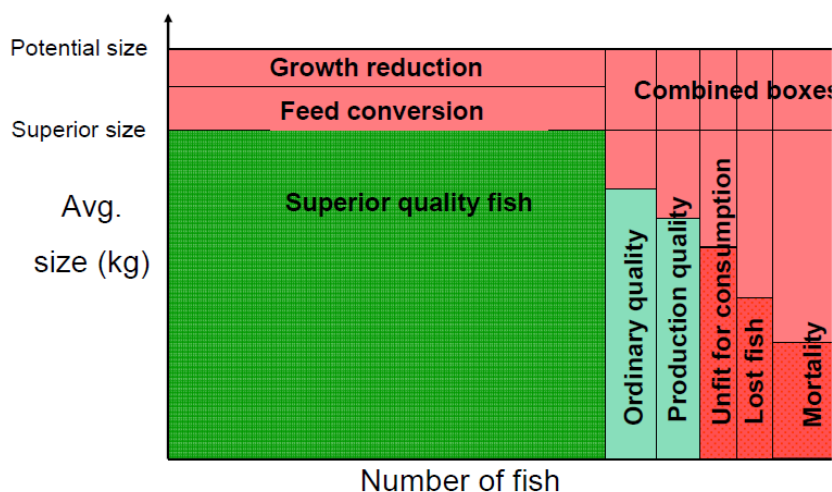 Potential size
Growth reduction
Combined boxes
Feed conversion
Superior size
Superior quality fish
Avg.
size (kg)
Ordinary quality
Production quality
Unfit for consumption
Lost fish
Mortality
Number of fish